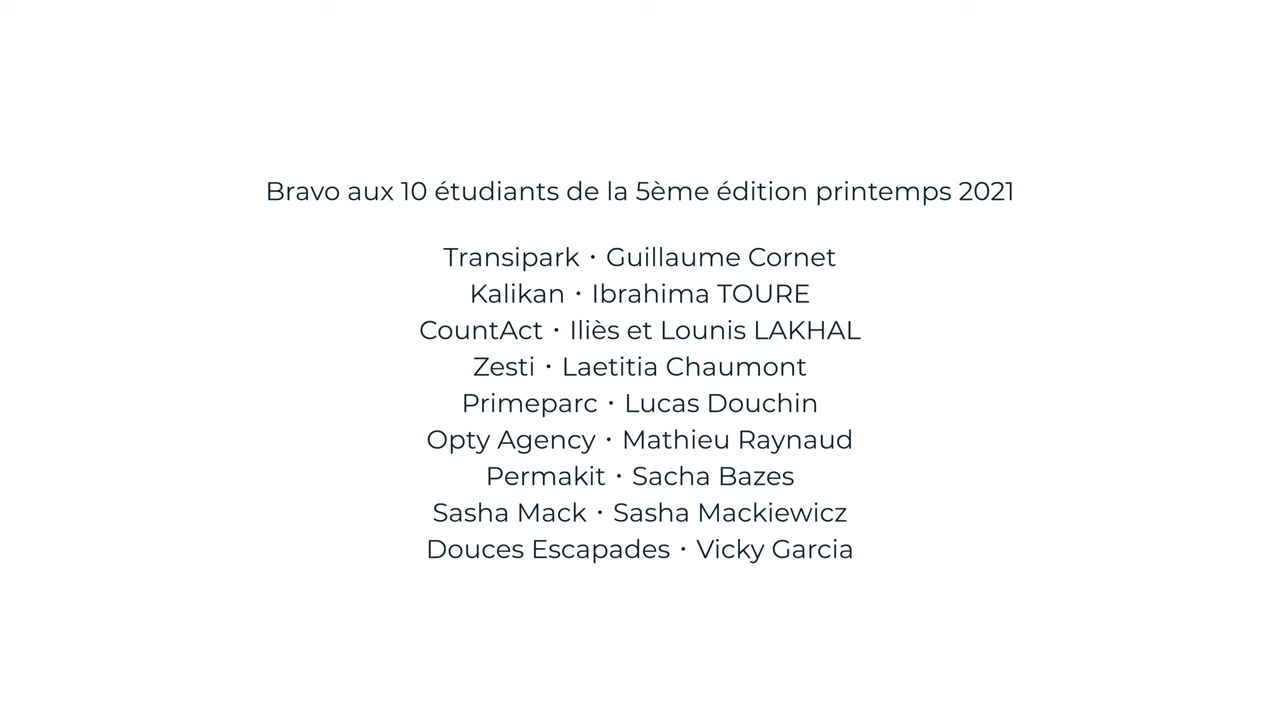 Bravo aux 10 étudiants de la 5ème édition printemps 2021
Transipark · Guillaume Cornet
Kalikan · Ibrahima TOURE
CountAct · Iliès et Lounis LAKHAL
Zesti · Laetitia Chaumont
Primeparc · Lucas Douchin
Opty Agency · Mathieu Raynaud
Permakit · Sacha Bazes
Sasha Mack · Sasha Mackiewicz
Douces Escapades · Vicky Garcia